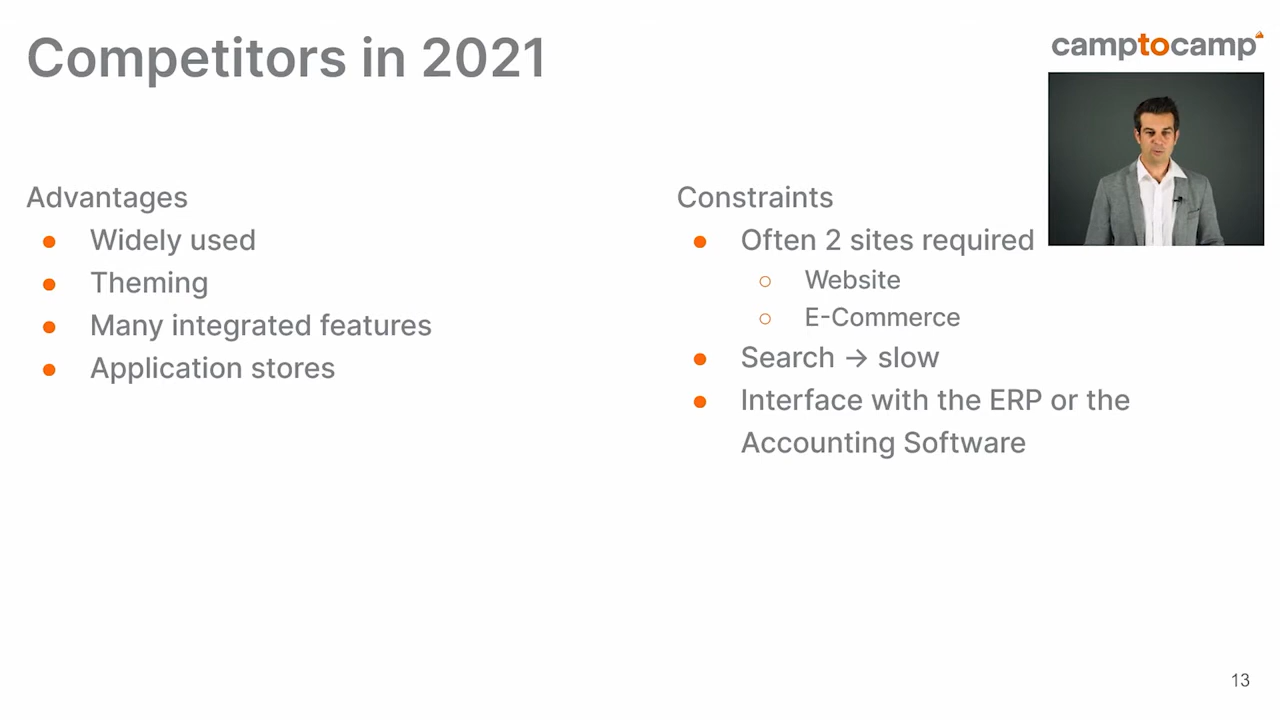 Competitors in 2021
camptocamp
Advantages
● Widely used
● Theming
● Many integrated features
● Application stores
Constraints
● Often 2 sites required
○ Website
○ E-Commerce
● Search → slow
● Interface with the ERP or the
Accounting Software
13